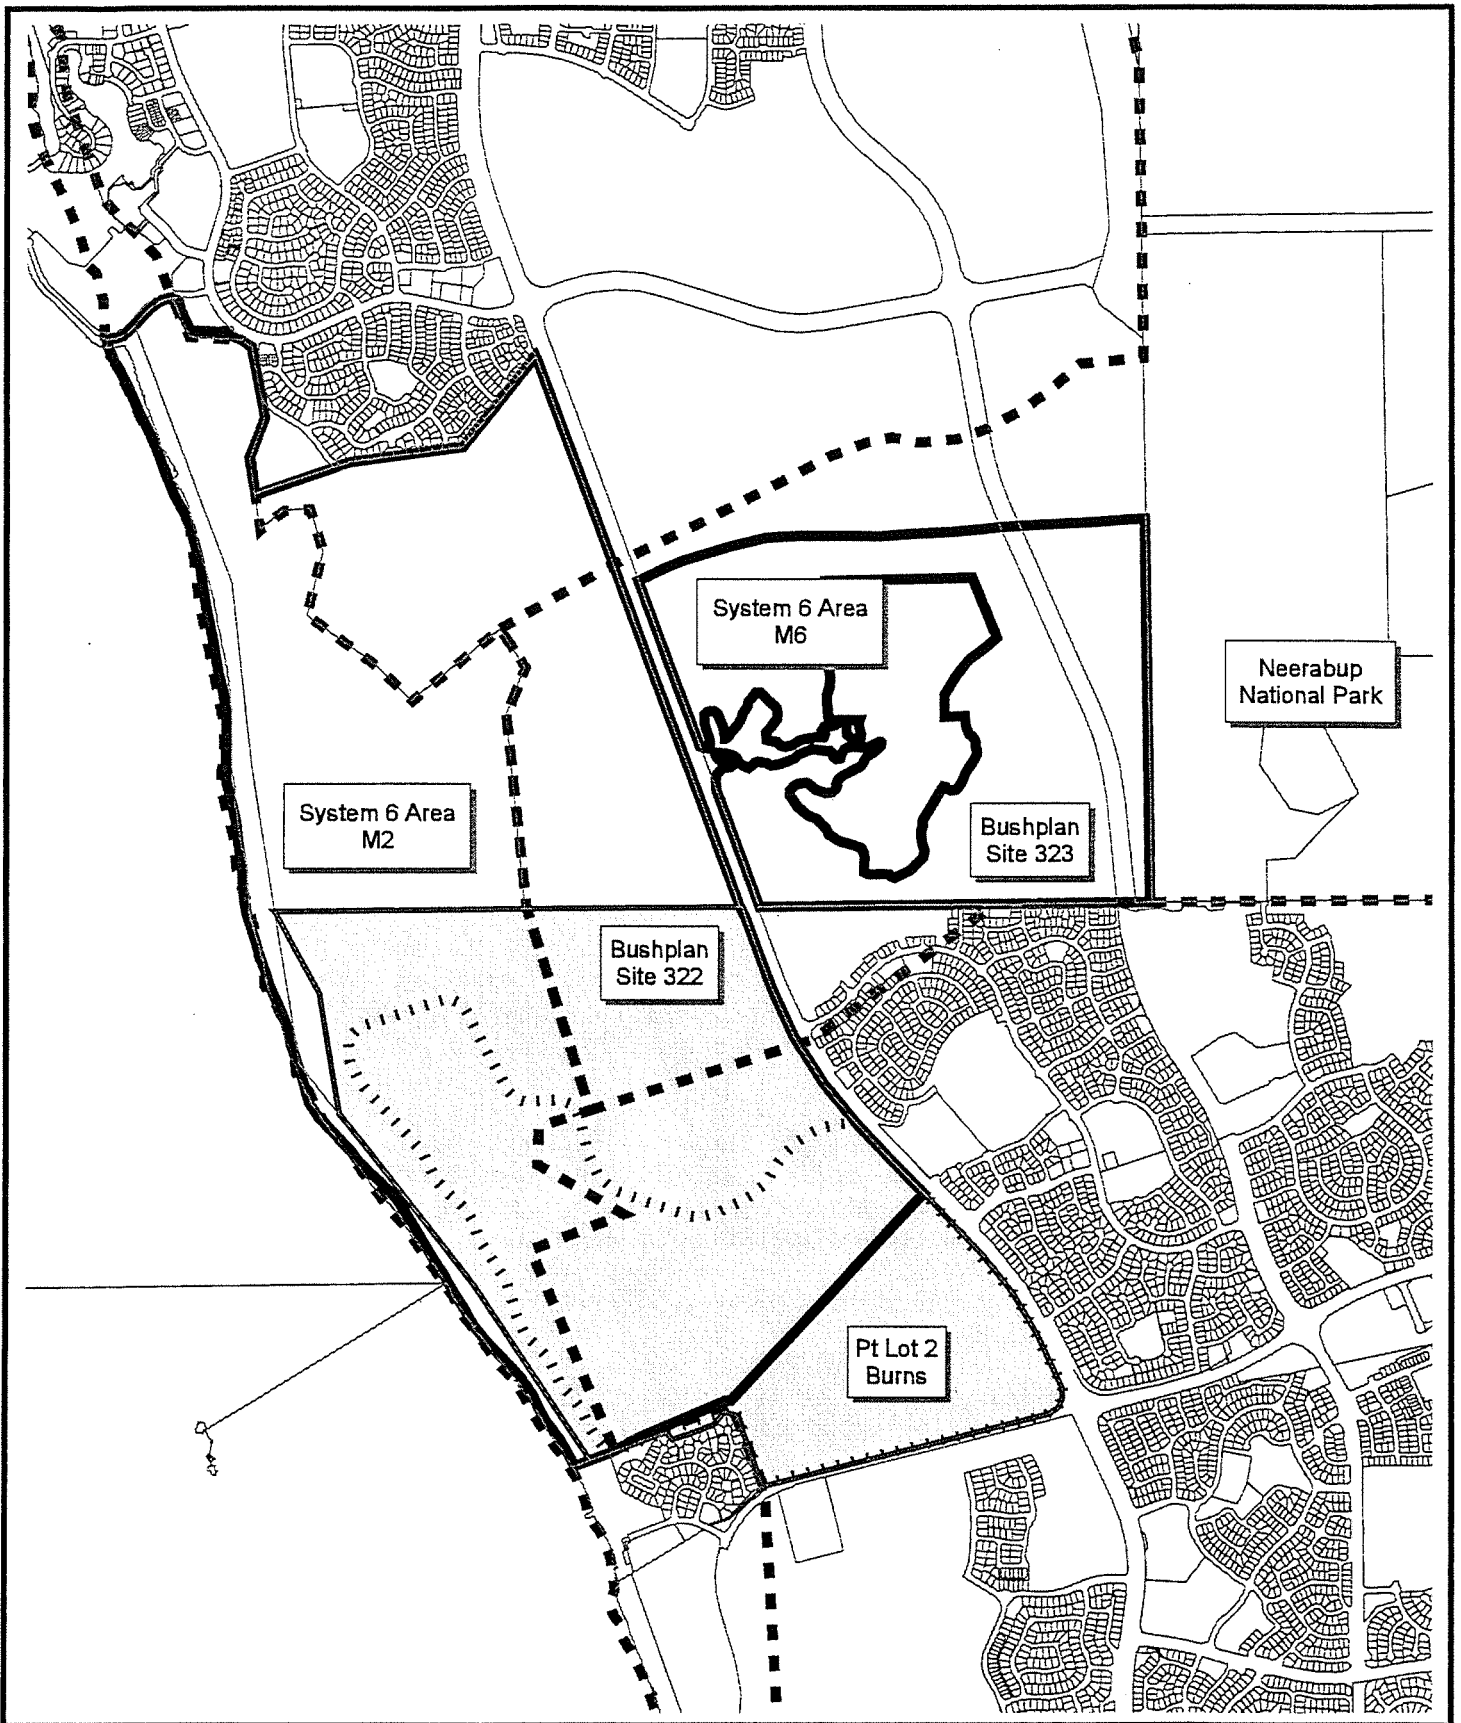 System 6 Area
M6
Neerabup
National Park
System 6 Area
M2
Bushplan
Site 323
Bushplan
Site 322
Pt Lot 2
Burns